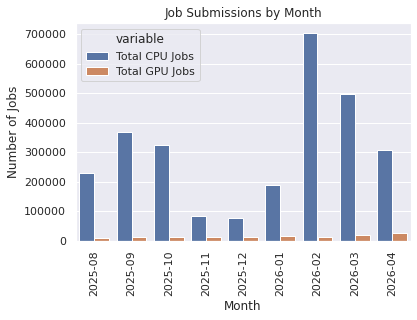 Job Submissions by Month
variable
Total CPU Jobs
Total GPU Jobs
Number of Jobs
700000
600000
500000
400000
300000
200000
100000
0
2025-08
2025-09
2025-10
2025-11
2025-12
2026-01
2026-02
2026-03
2026-04
Month